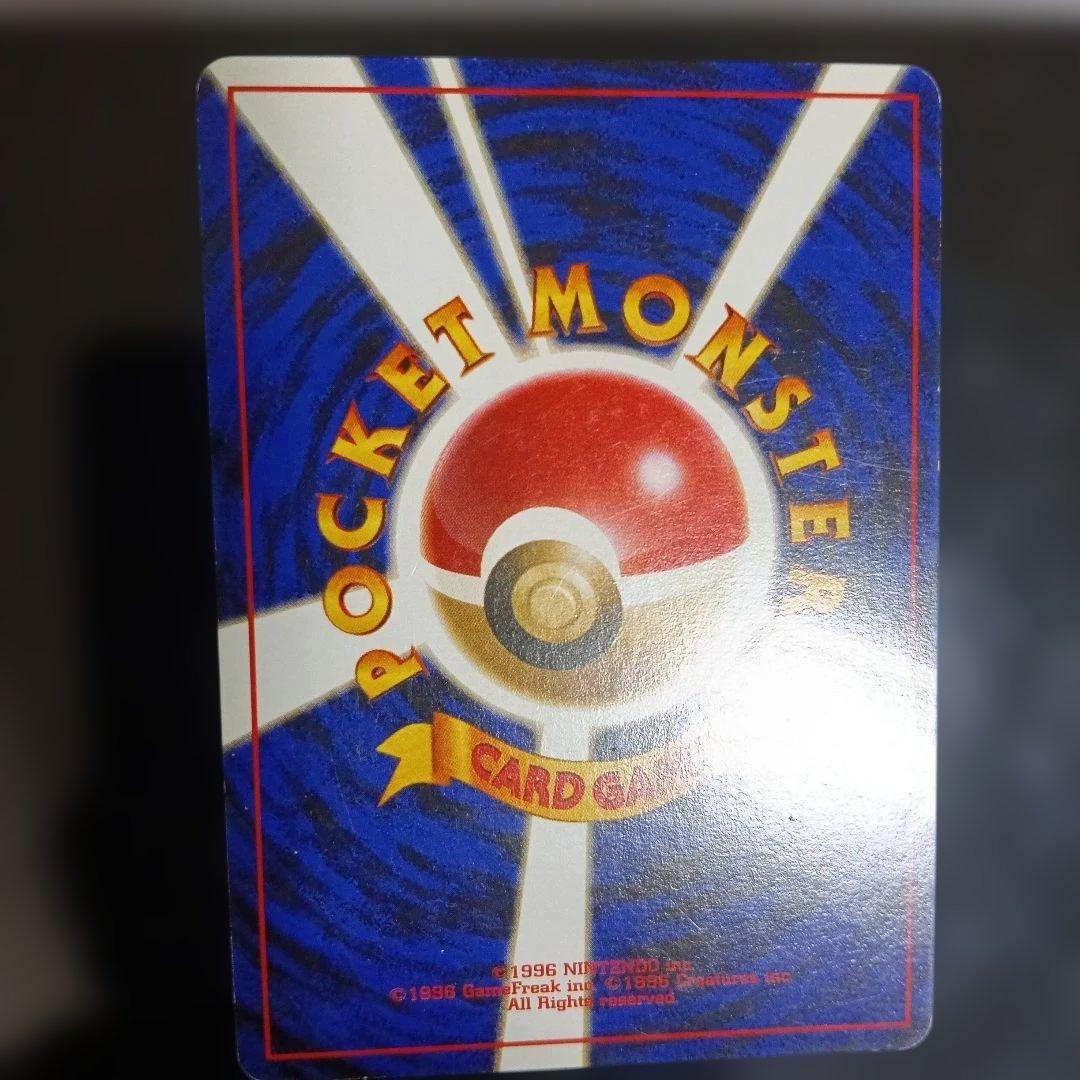 POCKET MONSTER
CARD GAME
©1996 NINTENDO inc
©1996 GameFreak inc ©1996 Creatures inc
All Rights reserved